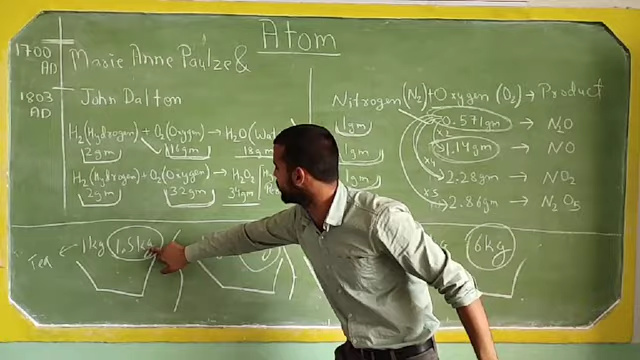 Atom
1700 AD
Marie Anne Paulze &
1803 AD
John Dalton
H₂(Hydrogen) + O₂(Oxygen) → H₂O(Wat
2gm 16gm 18gm
H₂(Hydrogen) + O₂(Oxygen) → H₂O₂
2gm 32gm 34gm
Nitrogen(N₂) + Oxygen (O₂) → Product
1gm 0.571gm → N₂O
x2
1.14gm → NO
1gm x4 2.28gm → NO₂
x5 2.86gm → N₂O₅
Tea ← 1kg 1.5kg
6kg